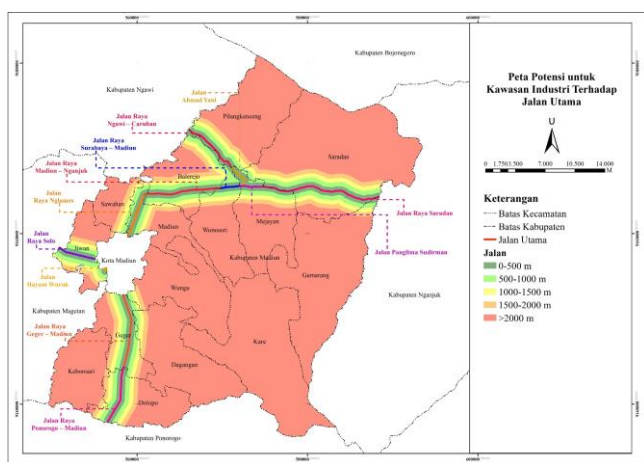 Kabupaten Bojonegoro
Kabupaten Ngawi
Jalan
Ahmad Yani
Pilangkenceng
Jalan Raya
Ngawi – Caruban
Jalan Raya
Surabaya – Madiun
Saradan
Jalan Raya
Madiun – Nganjuk
Balerejo
Jalan
Raya Nglames
Sawahan
Jalan Raya Saradan
Madiun
Wonoasri
Mejayan
Jalan
Raya Solo
Jiwan
Kota Madiun
Kabupaten Madiun
Jalan Panglima Sudirman
Gemarang
Jalan
Hayam Wuruk
Wungu
Kabupaten Nganjuk
Kabupaten Magetan
Jalan Raya
Geger – Madiun
Geger
Kare
Kebonsari
Dagangan
Dolopo
Jalan Raya
Ponorogo – Madiun
Kabupaten Ponorogo
Peta Potensi untuk
Kawasan Industri Terhadap
Jalan Utama
U
0 1.750 3.500 7.000 10.500 14.000
M
Keterangan
Batas Kecamatan
Batas Kabupaten
Jalan Utama
Jalan
0-500 m
500-1000 m
1000-1500 m
1500-2000 m
>2000 m